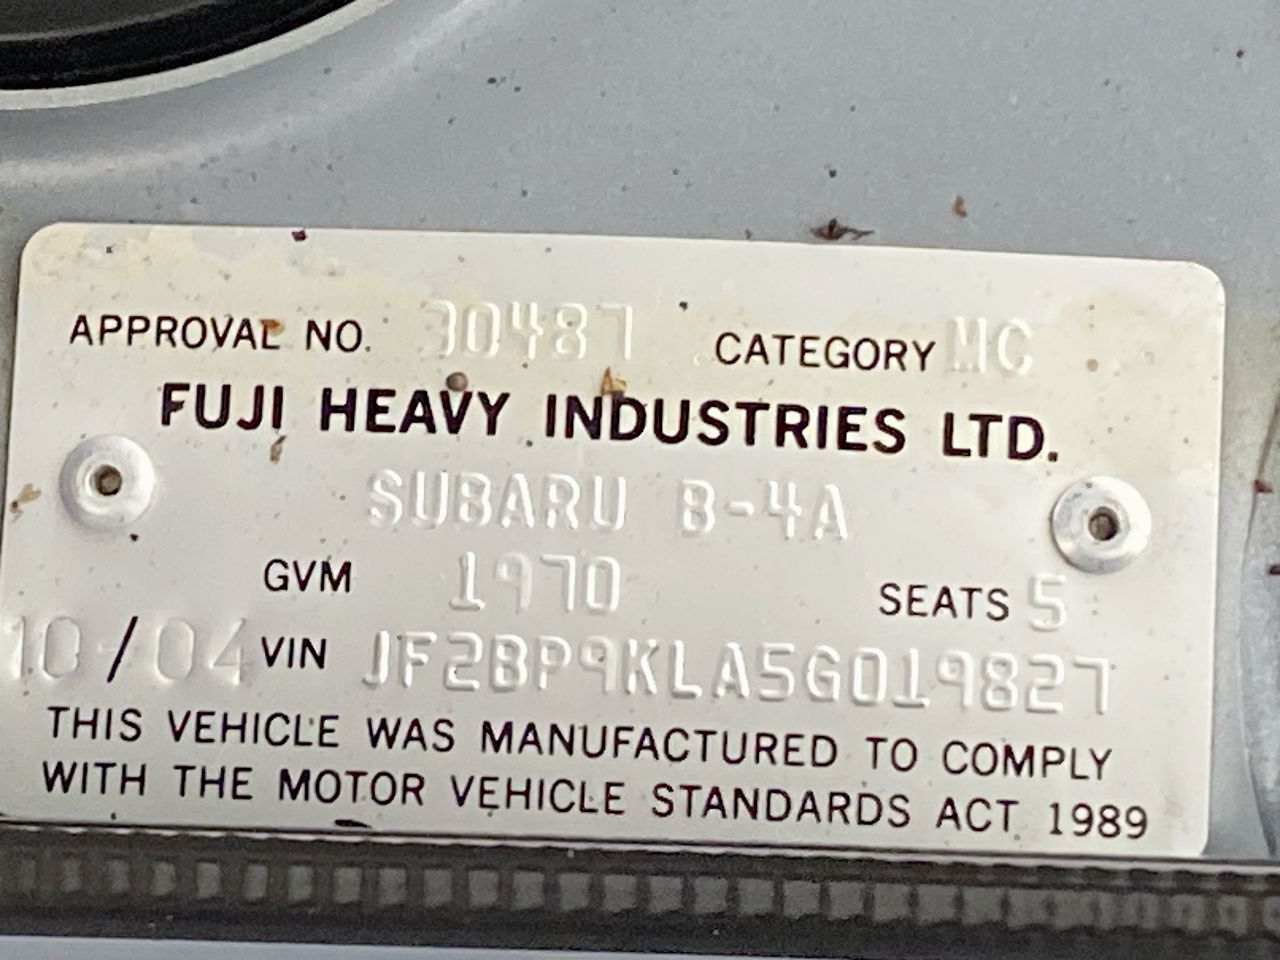 APPROVAL NO. 30487 CATEGORY MC
FUJI HEAVY INDUSTRIES LTD.
SUBARU B-4A
GVM 1970 SEATS 5
10/04 VIN JF2BP9KLA5G019827
THIS VEHICLE WAS MANUFACTURED TO COMPLY
WITH THE MOTOR VEHICLE STANDARDS ACT 1989